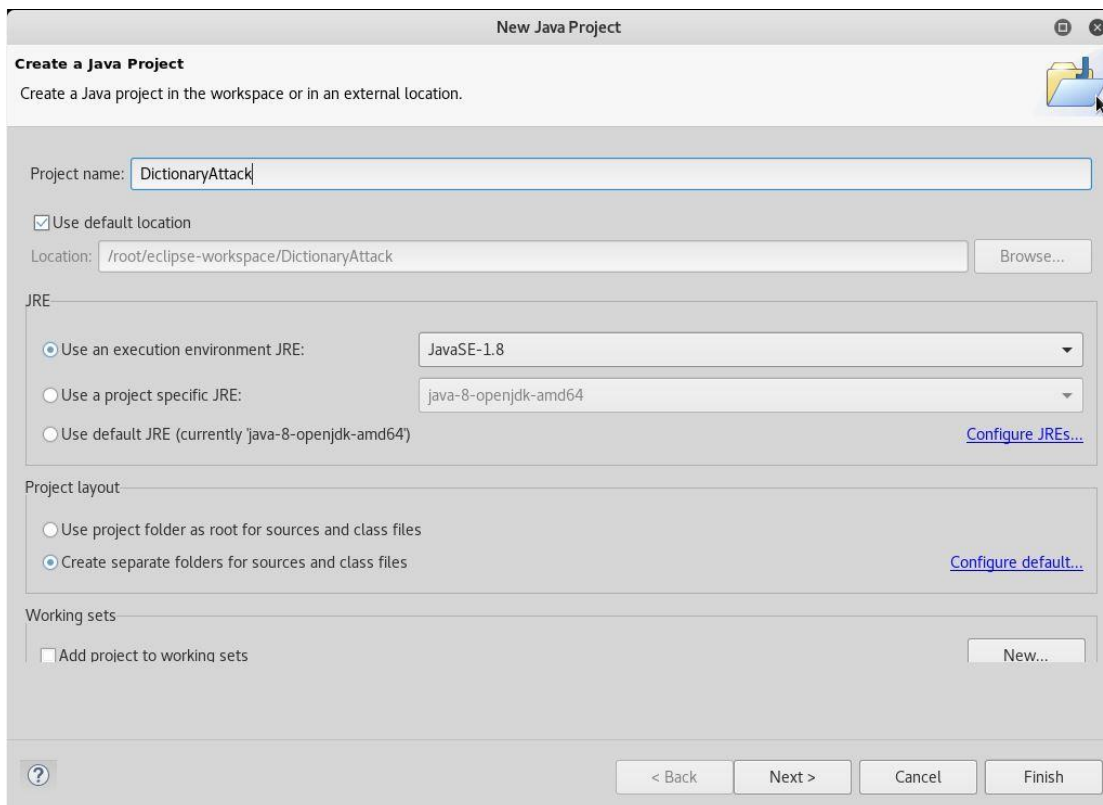 New Java Project
Create a Java Project
Create a Java project in the workspace or in an external location.
Project name: DictionaryAttack
Use default location
Location: /root/eclipse-workspace/DictionaryAttack Browse...
JRE
Use an execution environment JRE: JavaSE-1.8
Use a project specific JRE: java-8-openjdk-amd64
Use default JRE (currently 'java-8-openjdk-amd64') Configure JREs...
Project layout
Use project folder as root for sources and class files
Create separate folders for sources and class files Configure default...
Working sets
Add project to working sets New...
? < Back Next > Cancel Finish